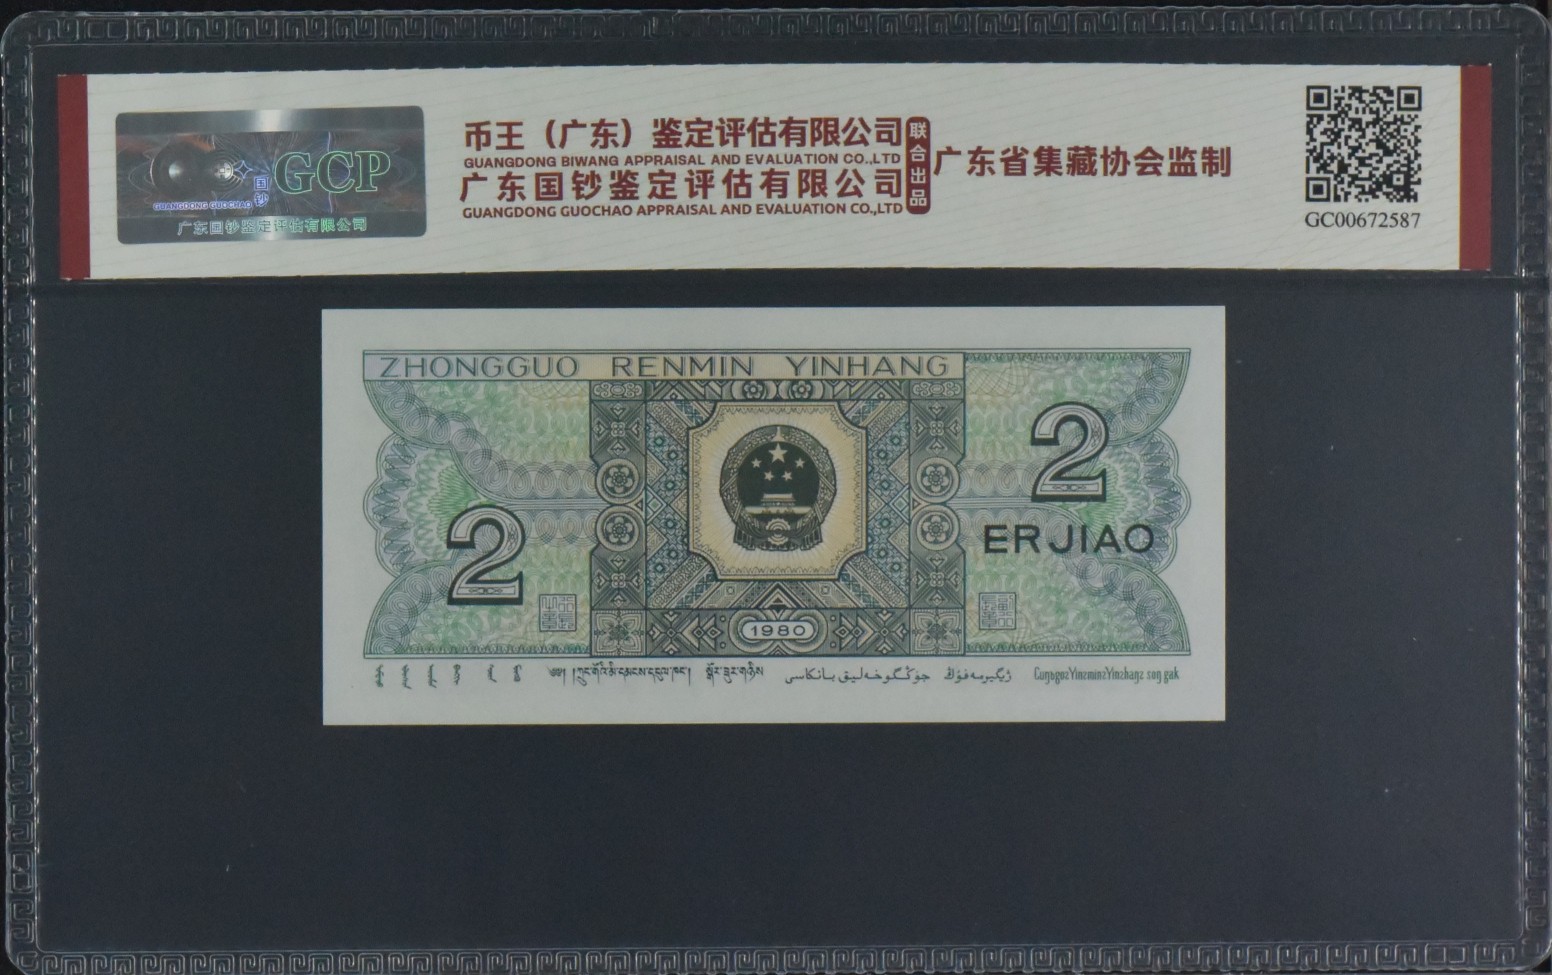 GCP
国钞
GUANGDONG GUOCHAO
广东国钞鉴定评估有限公司
币王（广东）鉴定评估有限公司
GUANGDONG BIWANG APPRAISAL AND EVALUATION CO.,LTD
广东国钞鉴定评估有限公司
GUANGDONG GUOCHAO APPRAISAL AND EVALUATION CO.,LTD
联合出品
广东省集藏协会监制
GC00672587
ZHONGGUO RENMIN YINHANG
2
2
ERJIAO
1980
جۇڭگو خەلىق بانكاسى